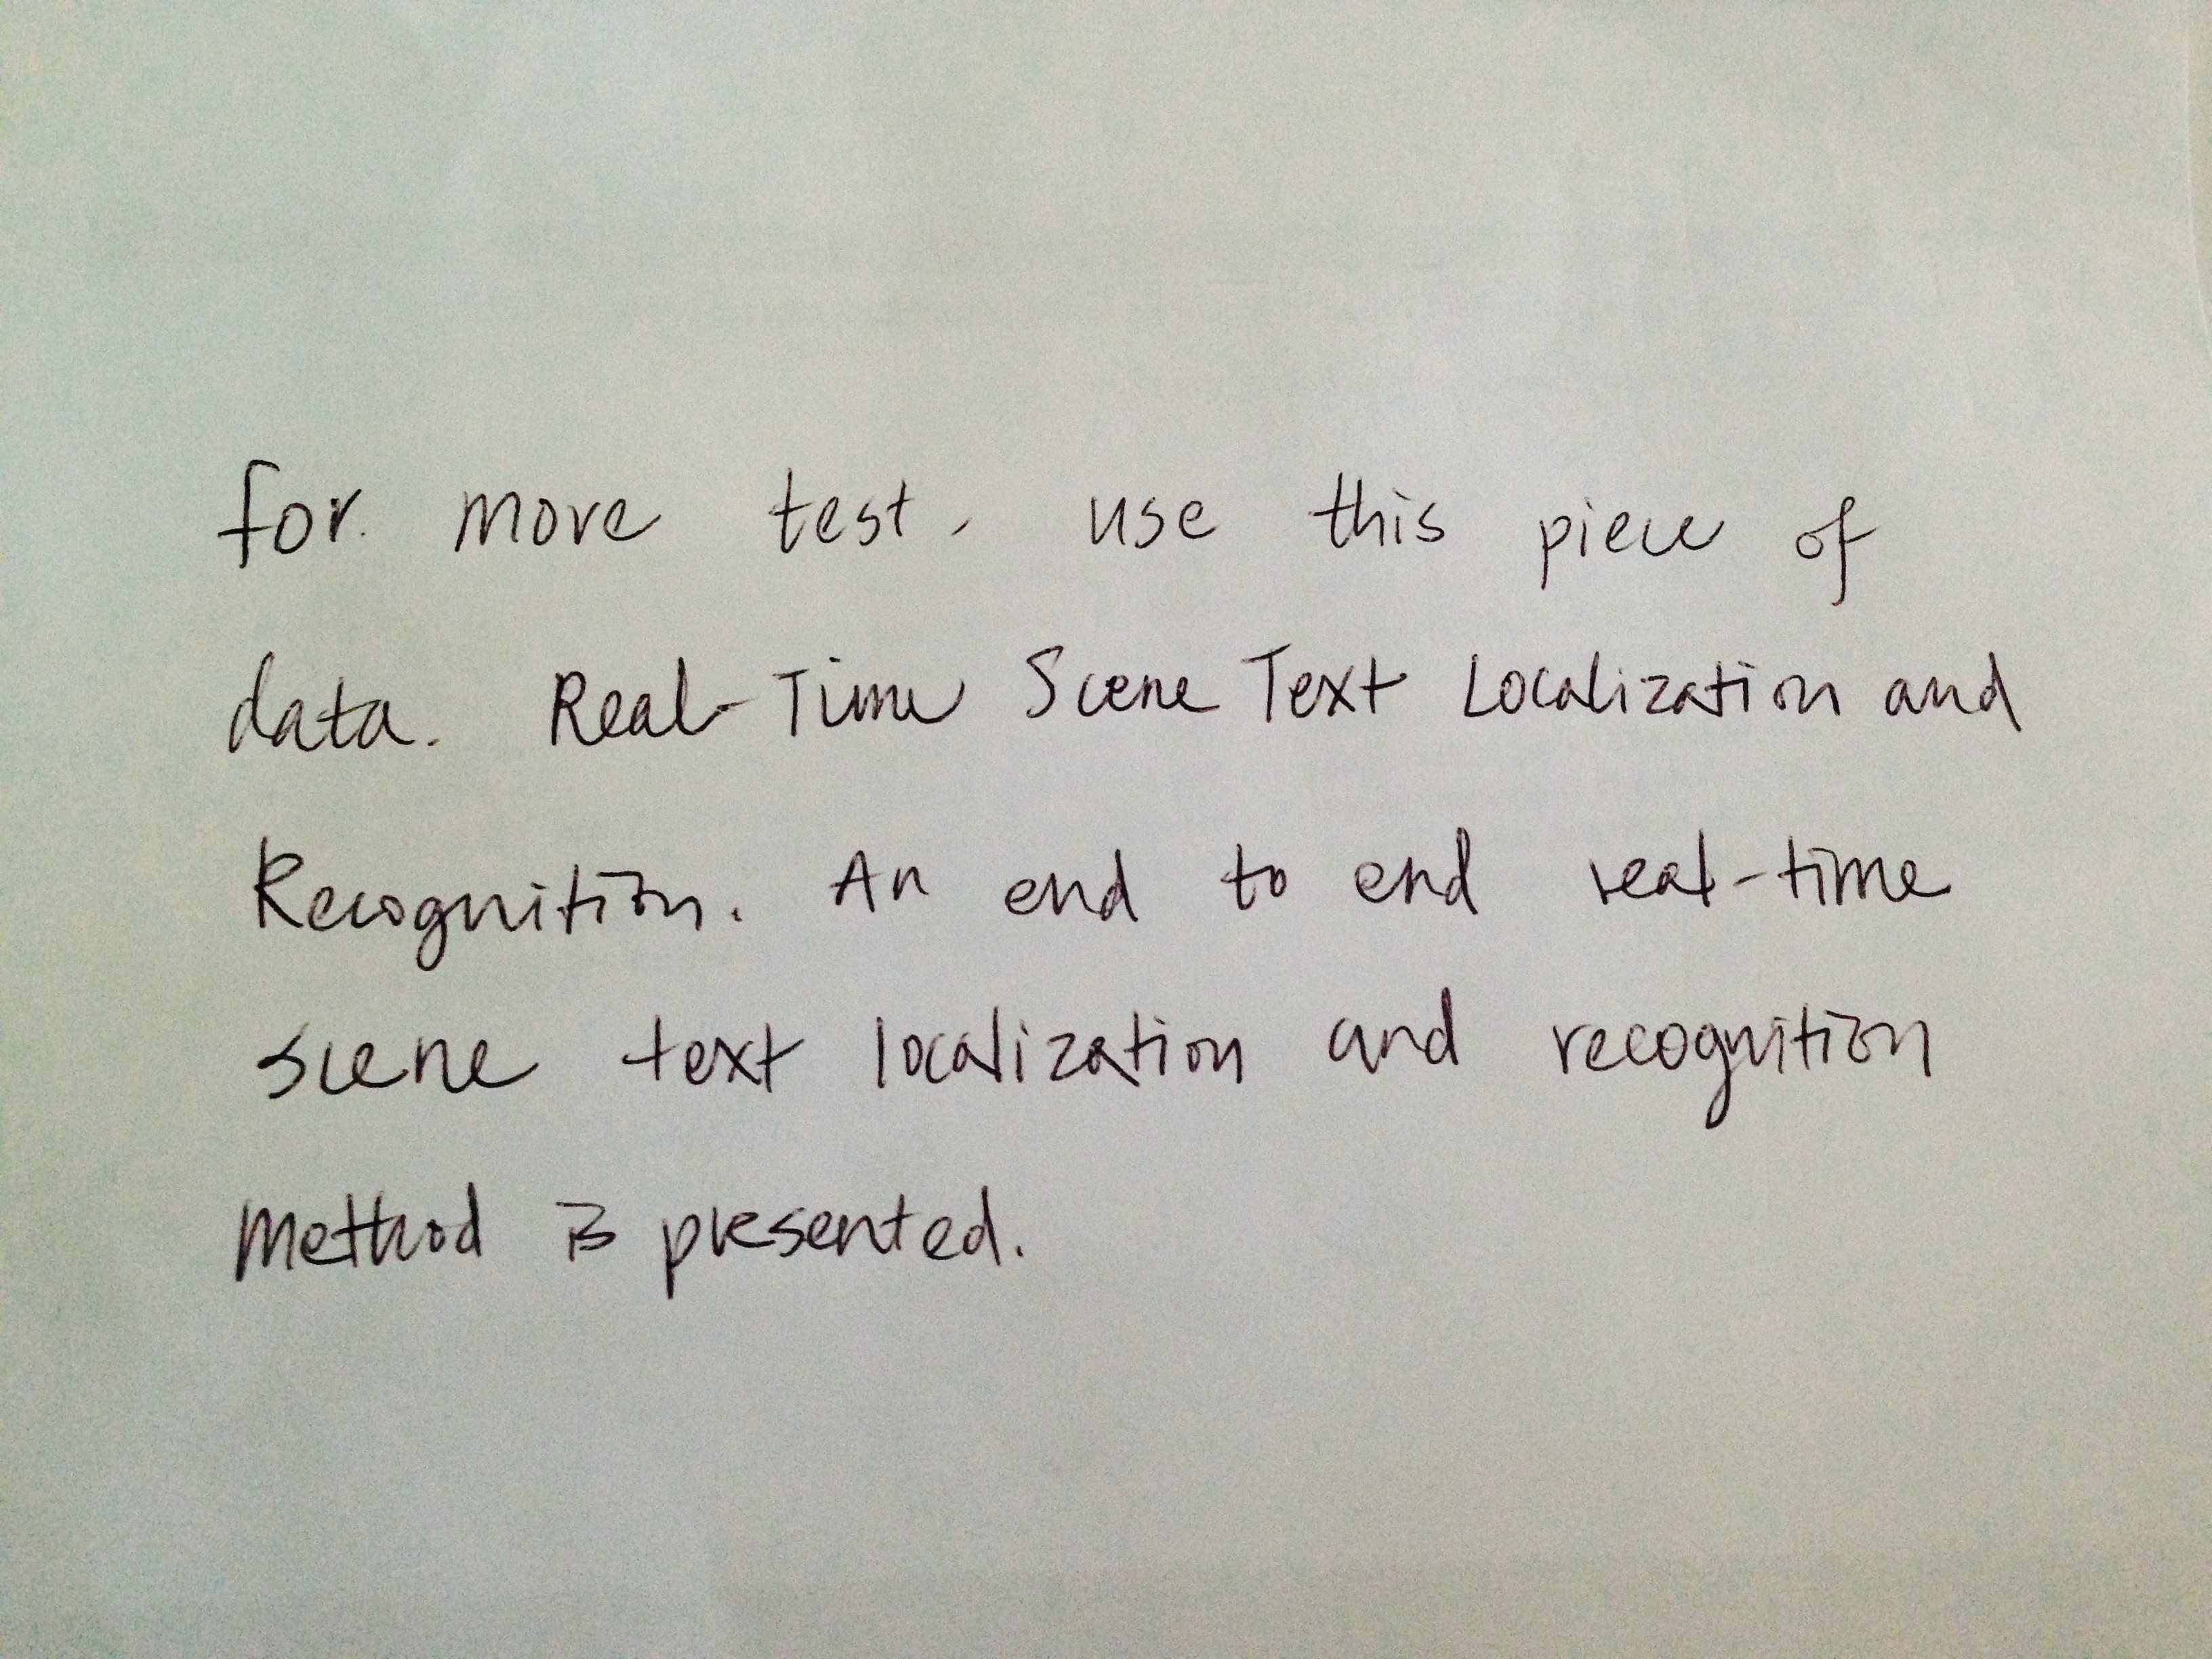 for more test, use this piece of
data. Real-Time Scene Text Localization and
Recognition. An end to end real-time
scene text localization and recognition
method is presented.